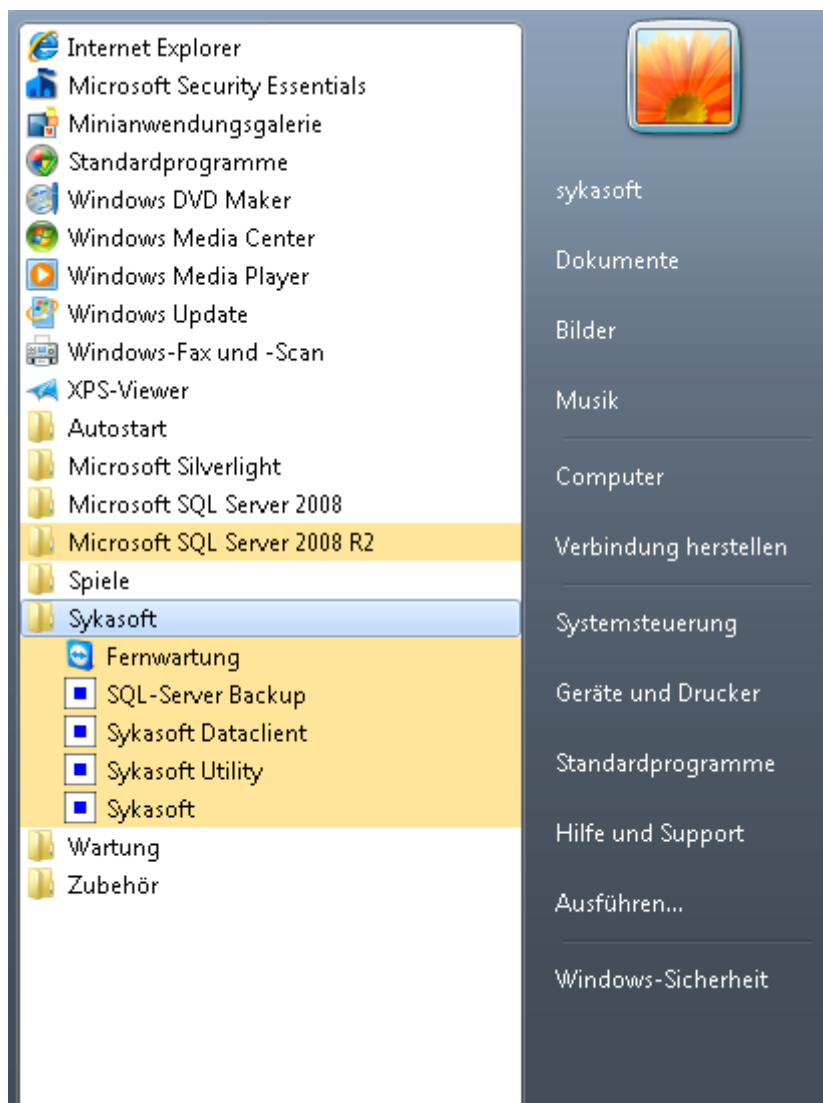 Internet Explorer
Microsoft Security Essentials
Minianwendungsgalerie
Standardprogramme
Windows DVD Maker
Windows Media Center
Windows Media Player
Windows Update
Windows-Fax und -Scan
XPS-Viewer
Autostart
Microsoft Silverlight
Microsoft SQL Server 2008
Microsoft SQL Server 2008 R2
Spiele
Sykasoft
Fernwartung
SQL-Server Backup
Sykasoft Dataclient
Sykasoft Utility
Sykasoft
Wartung
Zubehör
sykasoft
Dokumente
Bilder
Musik
Computer
Verbindung herstellen
Systemsteuerung
Geräte und Drucker
Standardprogramme
Hilfe und Support
Ausführen...
Windows-Sicherheit